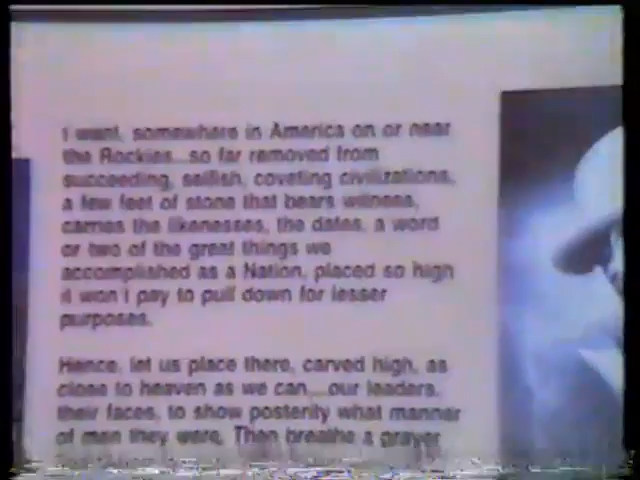 I want, somewhere in America on or near
the Rockies...so far removed from
succeeding, selfish, coveting civilizations,
a few feet of stone that bears witness,
carries the likenesses, the dates, a word
or two of the great things we
accomplished as a Nation, placed so high
it won't pay to pull down for lesser
purposes.
Hence, let us place there, carved high, as
close to heaven as we can...our leaders,
their faces, to show posterity what manner
of men they were. Then breathe a prayer